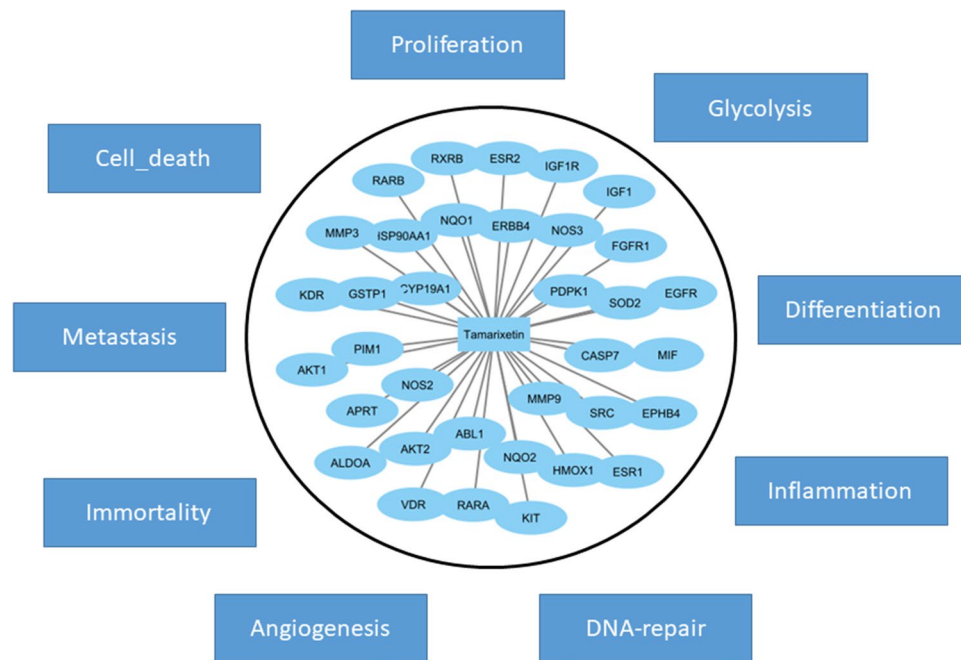 Proliferation
Glycolysis
Cell_death
RXRB
ESR2
IGF1R
RARB
IGF1
NQO1
ERBB4
NOS3
MMP3
ISP90AA1
FGFR1
KDR
GSTP1
CYP19A1
PDPK1
SOD2
EGFR
Differentiation
Metastasis
Tamarixetin
PIM1
CASP7
MIF
AKT1
NOS2
MMP9
APRT
SRC
EPHB4
ABL1
AKT2
NQO2
ALDOA
HMOX1
ESR1
Immortality
Inflammation
VDR
RARA
KIT
Angiogenesis
DNA-repair